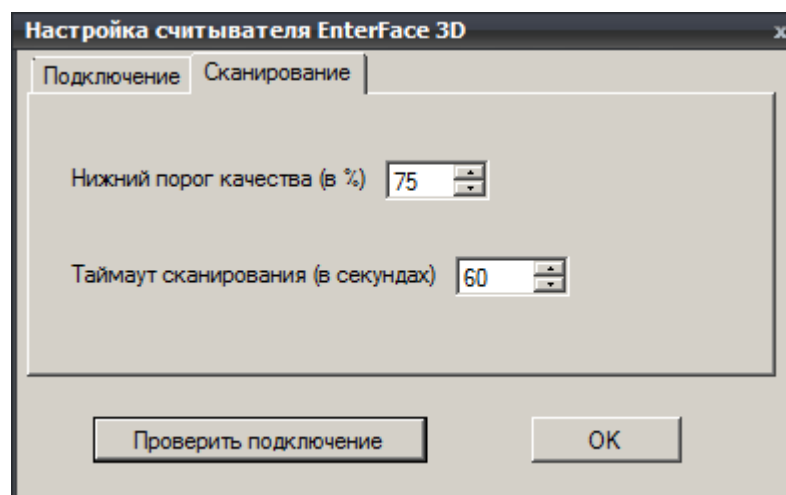 Настройка считывателя EnterFace 3D x
Подключение Сканирование
Нижний порог качества (в %) 75
Таймаут сканирования (в секундах) 60
Проверить подключение OK